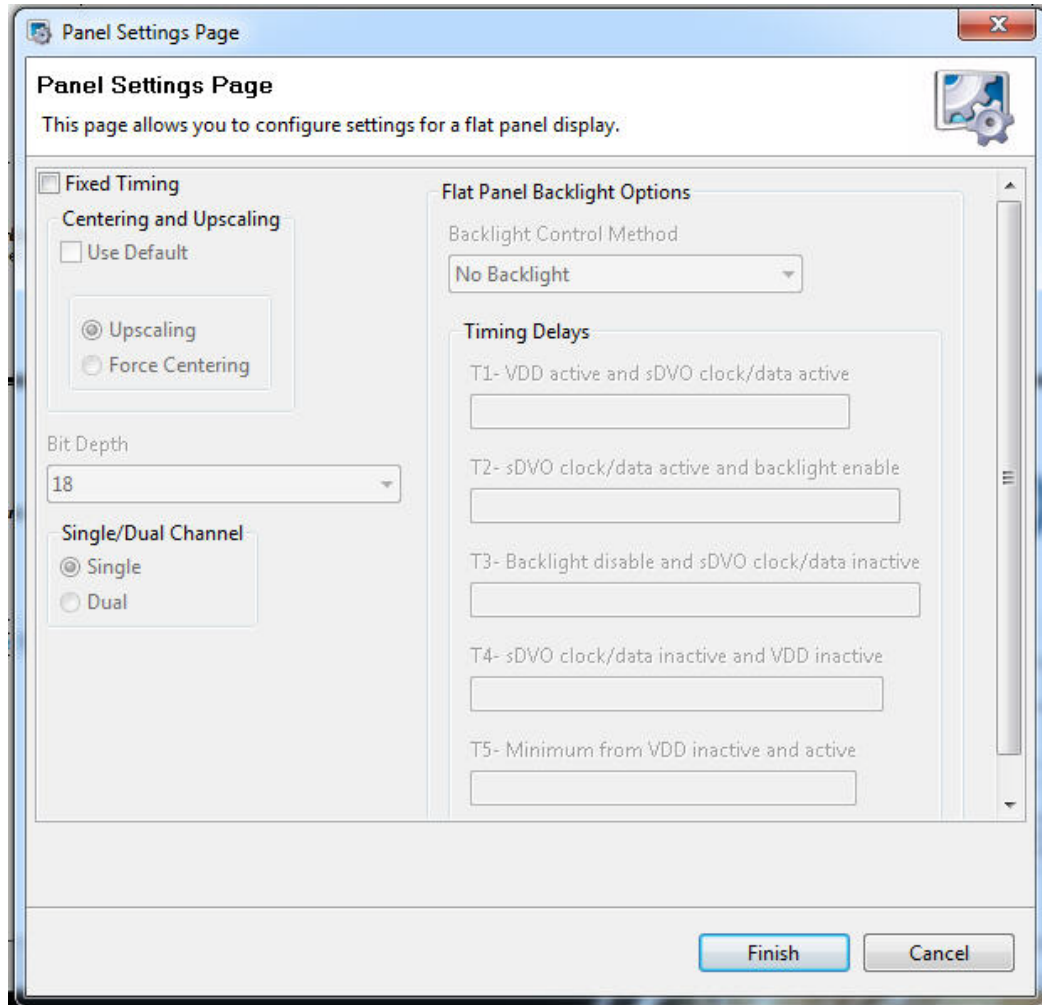 Panel Settings Page
Panel Settings Page
This page allows you to configure settings for a flat panel display.
Fixed Timing
Centering and Upscaling
Use Default
Upscaling
Force Centering
Bit Depth
18
Single/Dual Channel
Single
Dual
Flat Panel Backlight Options
Backlight Control Method
No Backlight
Timing Delays
T1- VDD active and sDVO clock/data active
T2- sDVO clock/data active and backlight enable
T3- Backlight disable and sDVO clock/data inactive
T4- sDVO clock/data inactive and VDD inactive
T5- Minimum from VDD inactive and active
Finish
Cancel